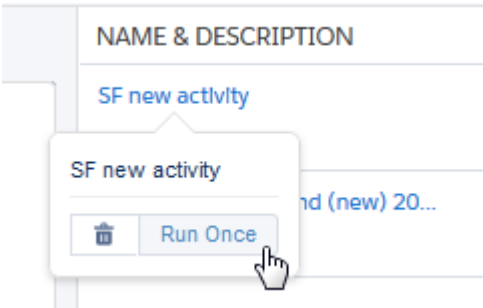 NAME & DESCRIPTION
SF new activity
SF new activity
nd (new) 20...
Run Once